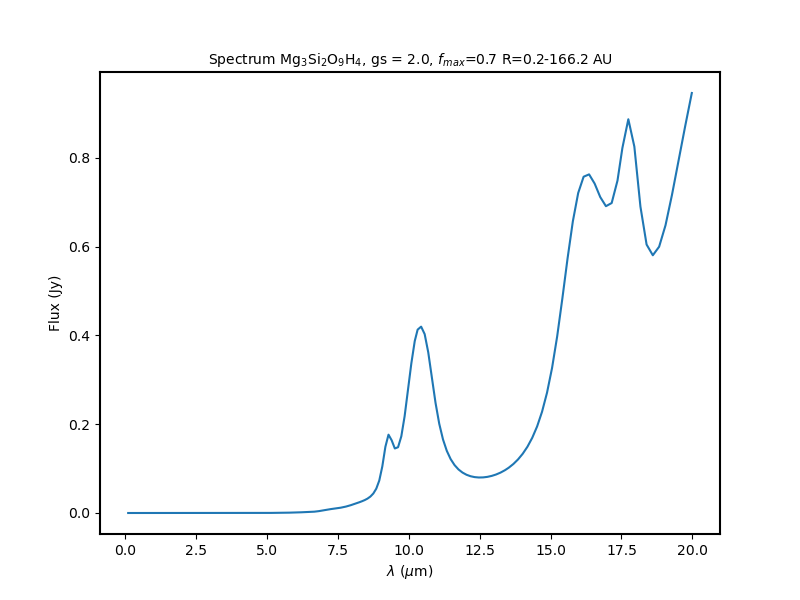 Spectrum Mg₃Si₂O₉H₄, gs = 2.0, f_max=0.7 R=0.2-166.2 AU
0.8
0.6
0.4
0.2
0.0
Flux (Jy)
0.0 2.5 5.0 7.5 10.0 12.5 15.0 17.5 20.0
λ (μm)